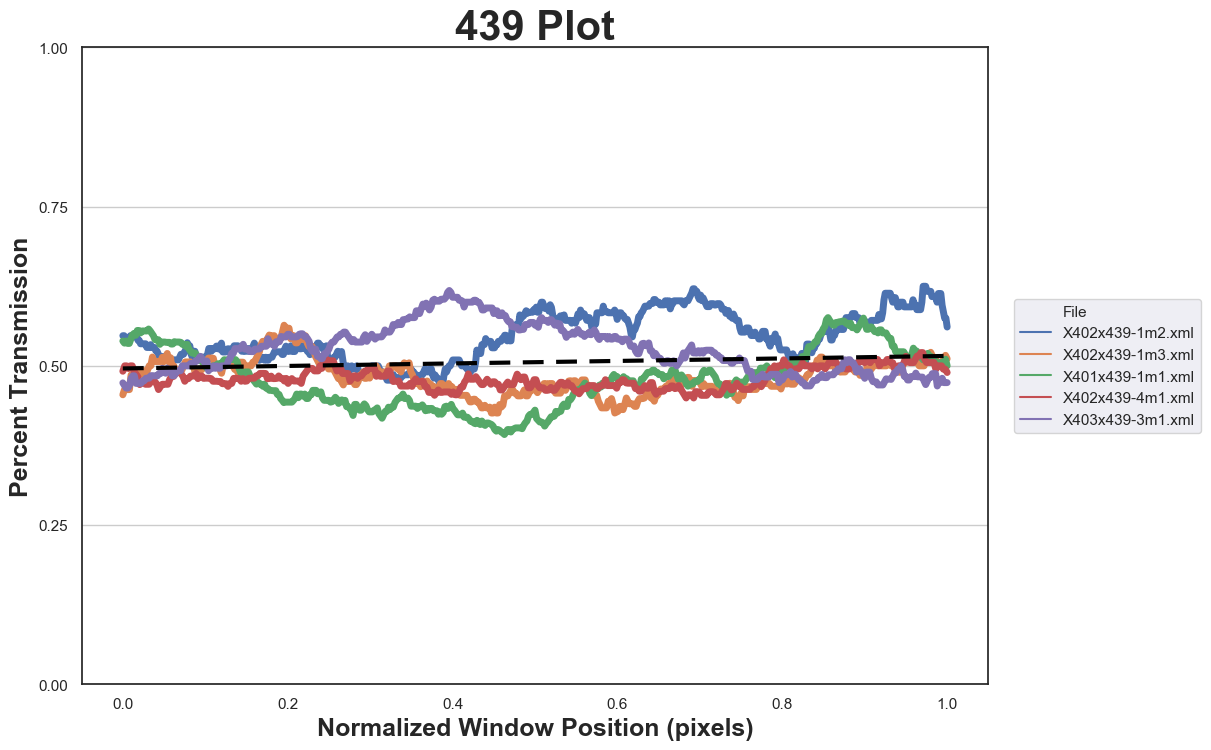 439 Plot
Percent Transmission
1.00
0.75
0.50
0.25
0.00
0.0 0.2 0.4 0.6 0.8 1.0
Normalized Window Position (pixels)
File
X402x439-1m2.xml
X402x439-1m3.xml
X401x439-1m1.xml
X402x439-4m1.xml
X403x439-3m1.xml